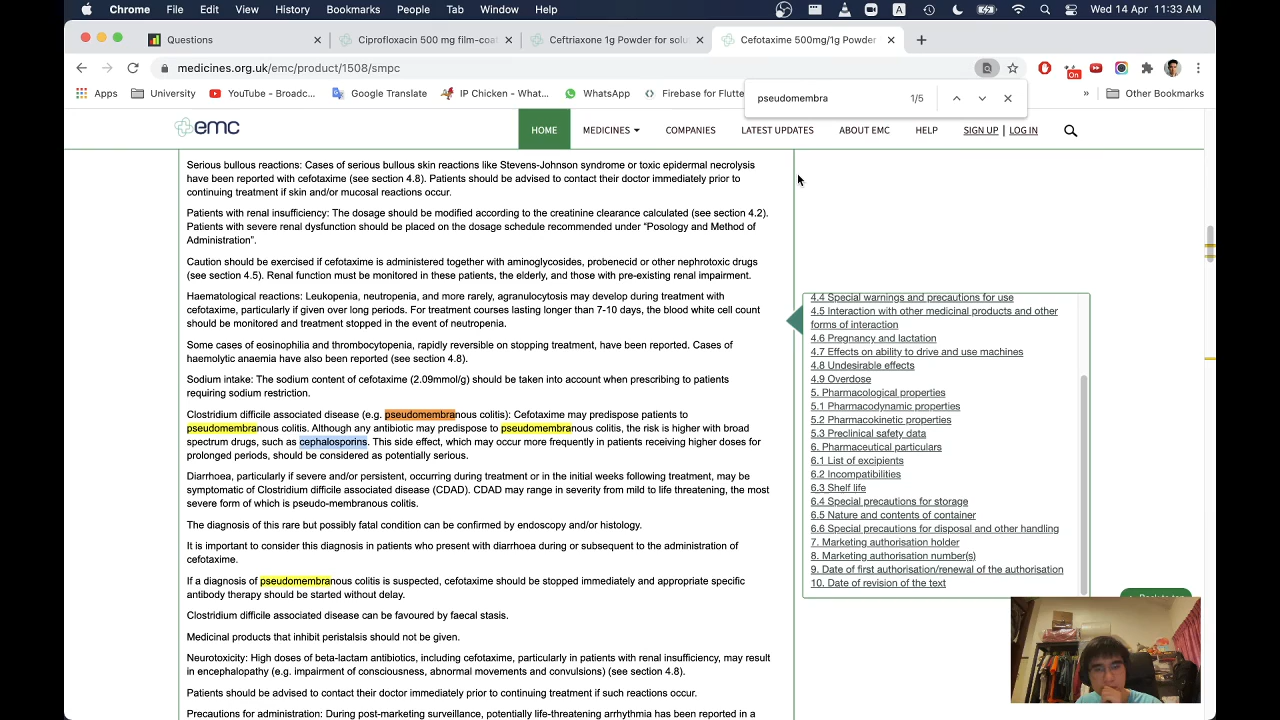 Chrome File Edit View History Bookmarks People Tab Window Help Wed 14 Apr 11:33 AM
Questions Ciprofloxacin 500 mg film-coat Ceftriaxone 1g Powder for solu Cefotaxime 500mg/1g Powder
medicines.org.uk/emc/product/1508/smpc On
Apps University YouTube - Broadc... Google Translate IP Chicken - What... WhatsApp Firebase for Flutte » Other Bookmarks
pseudomembra 1/5
emc HOME MEDICINES COMPANIES LATEST UPDATES ABOUT EMC HELP SIGN UP | LOG IN
Serious bullous reactions: Cases of serious bullous skin reactions like Stevens-Johnson syndrome or toxic epidermal necrolysis
have been reported with cefotaxime (see section 4.8). Patients should be advised to contact their doctor immediately prior to
continuing treatment if skin and/or mucosal reactions occur.
Patients with renal insufficiency: The dosage should be modified according to the creatinine clearance calculated (see section 4.2).
Patients with severe renal dysfunction should be placed on the dosage schedule recommended under “Posology and Method of
Administration”.
Caution should be exercised if cefotaxime is administered together with aminoglycosides, probenecid or other nephrotoxic drugs
(see section 4.5). Renal function must be monitored in these patients, the elderly, and those with pre-existing renal impairment.
Haematological reactions: Leukopenia, neutropenia, and more rarely, agranulocytosis may develop during treatment with
cefotaxime, particularly if given over long periods. For treatment courses lasting longer than 7-10 days, the blood white cell count
should be monitored and treatment stopped in the event of neutropenia.
Some cases of eosinophilia and thrombocytopenia, rapidly reversible on stopping treatment, have been reported. Cases of
haemolytic anaemia have also been reported (see section 4.8).
Sodium intake: The sodium content of cefotaxime (2.09mmol/g) should be taken into account when prescribing to patients
requiring sodium restriction.
Clostridium difficile associated disease (e.g. pseudomembranous colitis): Cefotaxime may predispose patients to
pseudomembranous colitis. Although any antibiotic may predispose to pseudomembranous colitis, the risk is higher with broad
spectrum drugs, such as cephalosporins. This side effect, which may occur more frequently in patients receiving higher doses for
prolonged periods, should be considered as potentially serious.
Diarrhoea, particularly if severe and/or persistent, occurring during treatment or in the initial weeks following treatment, may be
symptomatic of Clostridium difficile associated disease (CDAD). CDAD may range in severity from mild to life threatening, the most
severe form of which is pseudo-membranous colitis.
The diagnosis of this rare but possibly fatal condition can be confirmed by endoscopy and/or histology.
It is important to consider this diagnosis in patients who present with diarrhoea during or subsequent to the administration of
cefotaxime.
If a diagnosis of pseudomembranous colitis is suspected, cefotaxime should be stopped immediately and appropriate specific
antibody therapy should be started without delay.
Clostridium difficile associated disease can be favoured by faecal stasis.
Medicinal products that inhibit peristalsis should not be given.
Neurotoxicity: High doses of beta-lactam antibiotics, including cefotaxime, particularly in patients with renal insufficiency, may result
in encephalopathy (e.g. impairment of consciousness, abnormal movements and convulsions) (see section 4.8).
Patients should be advised to contact their doctor immediately prior to continuing treatment if such reactions occur.
Precautions for administration: During post-marketing surveillance, potentially life-threatening arrhythmia has been reported in a
4.4 Special warnings and precautions for use
4.5 Interaction with other medicinal products and other
forms of interaction
4.6 Pregnancy and lactation
4.7 Effects on ability to drive and use machines
4.8 Undesirable effects
4.9 Overdose
5. Pharmacological properties
5.1 Pharmacodynamic properties
5.2 Pharmacokinetic properties
5.3 Preclinical safety data
6. Pharmaceutical particulars
6.1 List of excipients
6.2 Incompatibilities
6.3 Shelf life
6.4 Special precautions for storage
6.5 Nature and contents of container
6.6 Special precautions for disposal and other handling
7. Marketing authorisation holder
8. Marketing authorisation number(s)
9. Date of first authorisation/renewal of the authorisation
10. Date of revision of the text